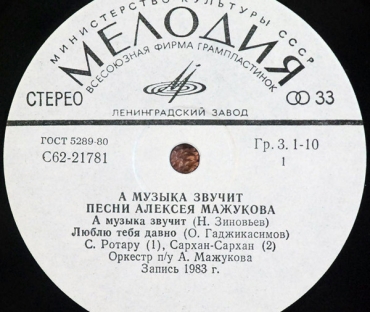 МИНИСТЕРСТВО КУЛЬТУРЫ СССР
МЕЛОДИЯ
ВСЕСОЮЗНАЯ ФИРМА ГРАМПЛАСТИНОК
СТЕРЕО
33
ЛЕНИНГРАДСКИЙ ЗАВОД
ГОСТ 5289-80
Гр. 3. 1-10
С62-21781
1
А МУЗЫКА ЗВУЧИТ
ПЕСНИ АЛЕКСЕЯ МАЖУКОВА
А музыка звучит (Н. Зиновьев)
Люблю тебя давно (О. Гаджикасимов)
С. Ротару (1), Сархан-Сархан (2)
Оркестр п/у А. Мажукова
Запись 1983 г.